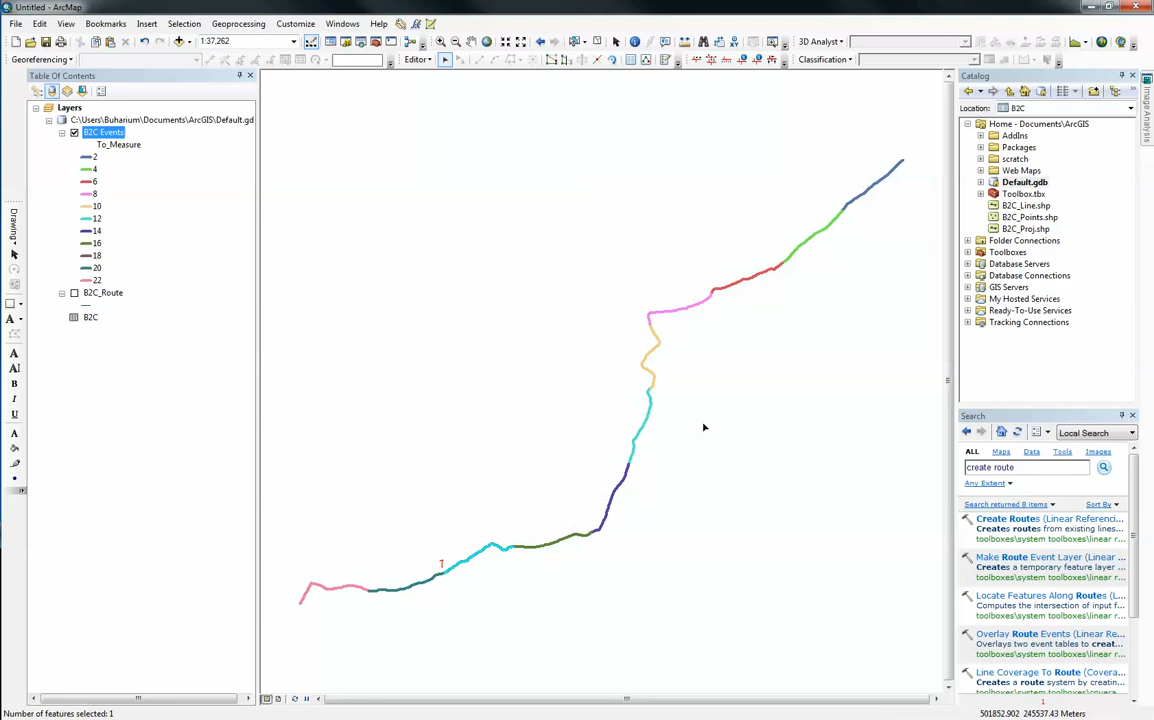 Untitled - ArcMap
File Edit View Bookmarks Insert Selection Geoprocessing Customize Windows Help
1:37,262
3D Analyst
Georeferencing
Editor
Classification
Table Of Contents
Layers
C:\Users\Buharium\Documents\ArcGIS\Default.gd
B2C Events
To_Measure
2
4
6
8
10
12
14
16
18
20
22
B2C_Route
B2C
Drawing
1
Catalog
Location: B2C
Home - Documents\ArcGIS
AddIns
Packages
scratch
Web Maps
Default.gdb
Toolbox.tbx
B2C_Line.shp
B2C_Points.shp
B2C_Proj.shp
Folder Connections
Toolboxes
Database Servers
Database Connections
GIS Servers
My Hosted Services
Ready-To-Use Services
Tracking Connections
Image Analysis
Search
Local Search
ALL Maps Data Tools Images
create route
Any Extent
Search returned 8 items Sort By
Create Routes (Linear Referenci...
Creates routes from existing lines...
toolboxes\system toolboxes\linear r...
Make Route Event Layer (Linear ...
Creates a temporary feature layer ...
toolboxes\system toolboxes\linear r...
Locate Features Along Routes (L...
Computes the intersection of input f...
toolboxes\system toolboxes\linear r...
Overlay Route Events (Linear Re...
Overlays two event tables to creat...
toolboxes\system toolboxes\linear r...
Line Coverage To Route (Covera...
Creates a route system by creatin...
toolboxes\system toolboxes\covera
1
Number of features selected: 1
501852.902 245537.43 Meters